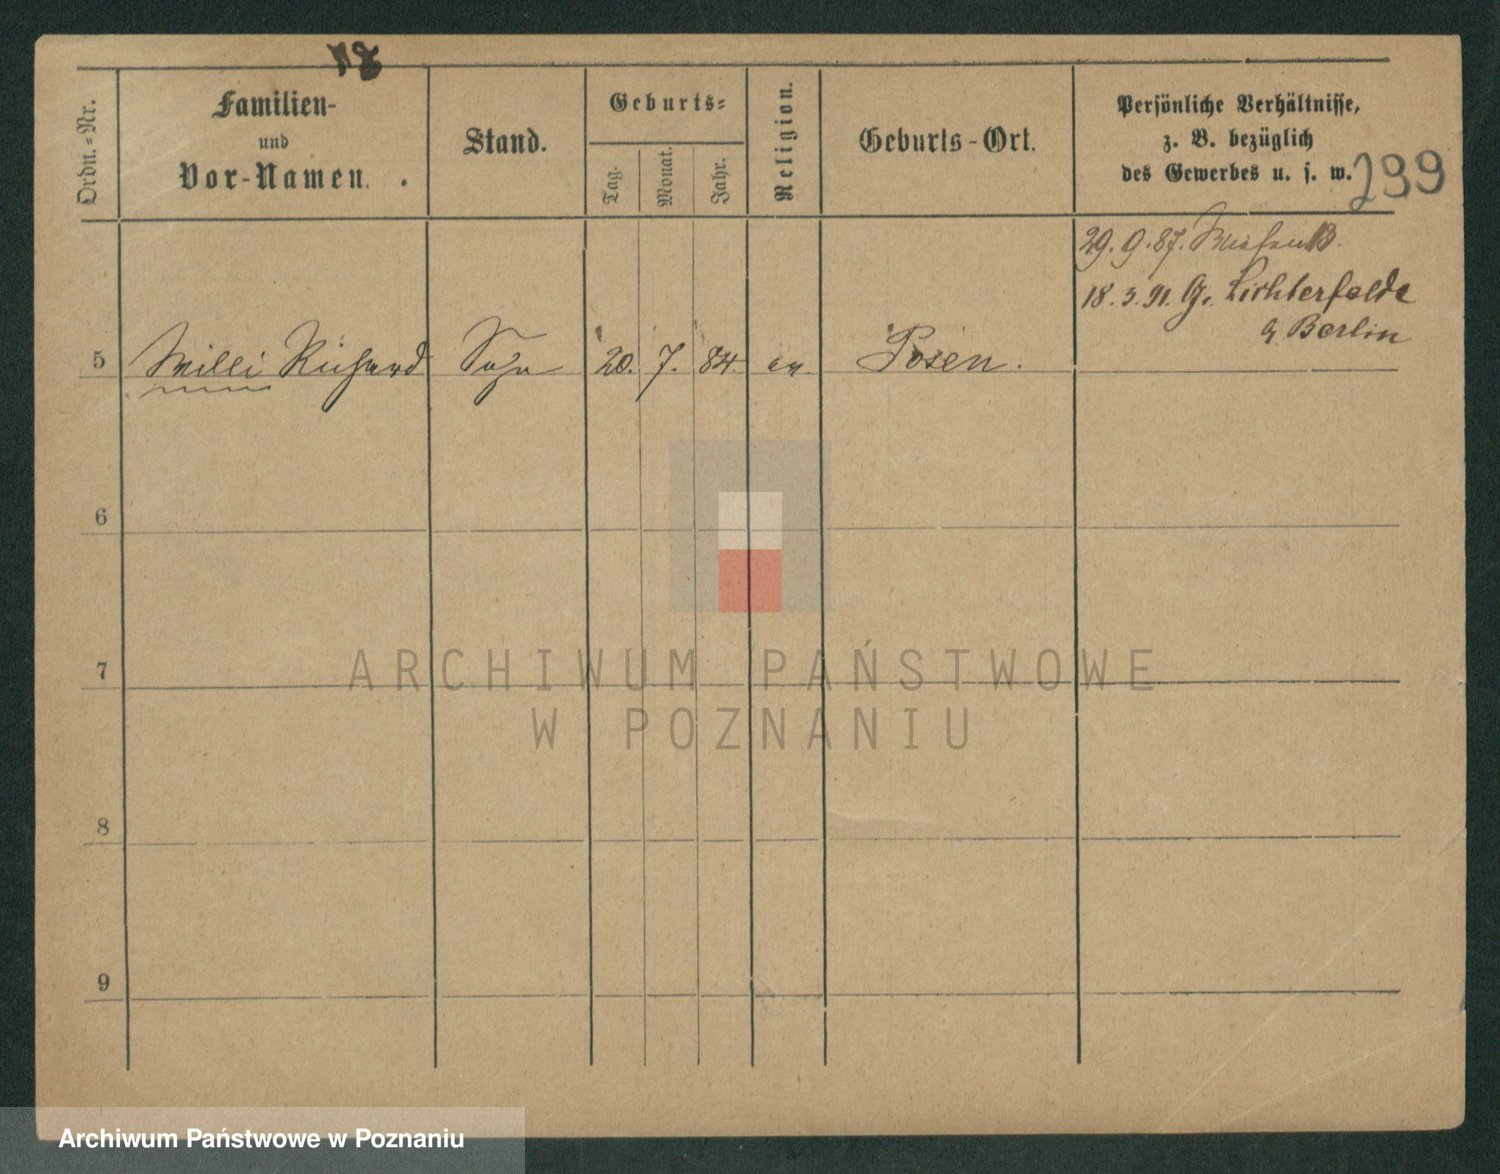 Ordn.-Nr.
Familien-
und
Vor-Namen.
Stand.
Geburts-
Tag.
Monat.
Jahr.
Religion.
Geburts-Ort.
Persönliche Verhältnisse,
z. B. bezüglich
des Gewerbes u. s. w.
299
29. 9. 87.
18. 3. 91. Gr. Lichterfelde
Berlin
5 Willi Richard 20. 7. 84. ev. Posen.
6
7
8
9
ARCHIWUM PAŃSTWOWE
W POZNANIU
Archiwum Państwowe w Poznaniu